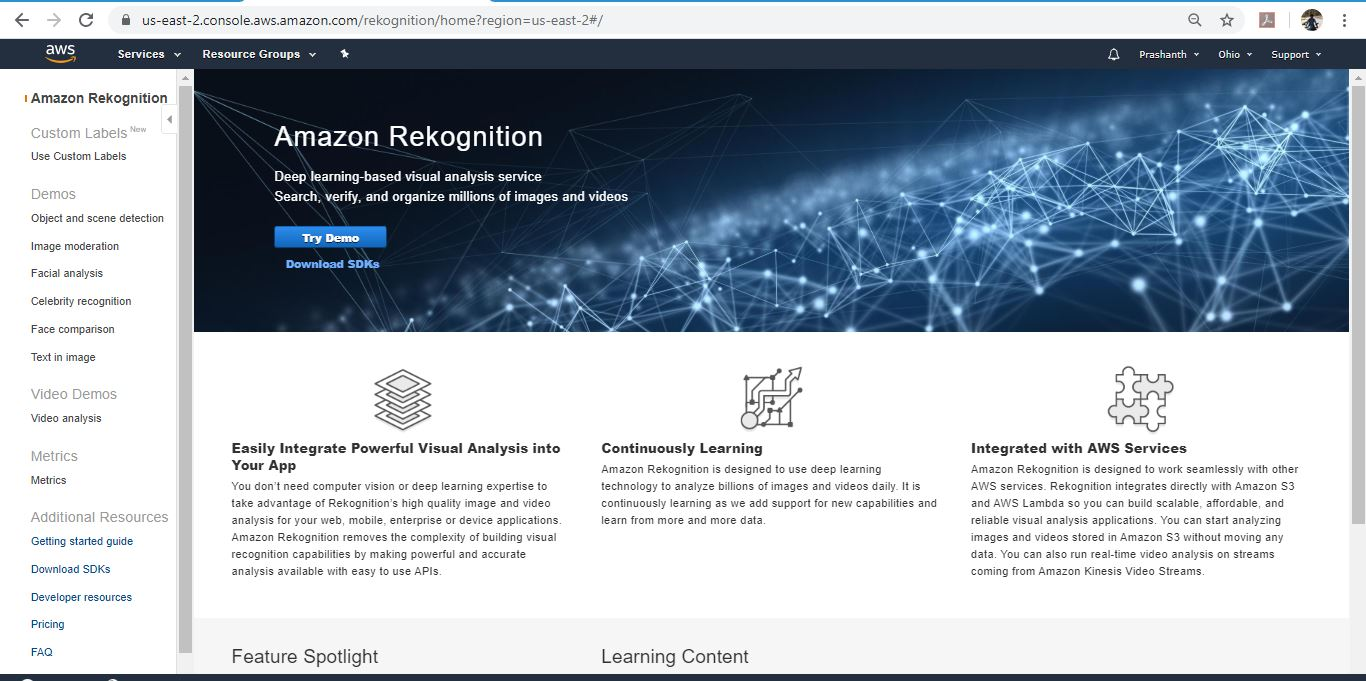 us-east-2.console.aws.amazon.com/rekognition/home?region=us-east-2#/
aws
Services
Resource Groups
Prashanth
Ohio
Support
Amazon Rekognition
Custom Labels New
Use Custom Labels
Demos
Object and scene detection
Image moderation
Facial analysis
Celebrity recognition
Face comparison
Text in image
Video Demos
Video analysis
Metrics
Metrics
Additional Resources
Getting started guide
Download SDKs
Developer resources
Pricing
FAQ
Amazon Rekognition
Deep learning-based visual analysis service
Search, verify, and organize millions of images and videos
Try Demo
Download SDKs
Easily Integrate Powerful Visual Analysis into
Your App
You don't need computer vision or deep learning expertise to
take advantage of Rekognition's high quality image and video
analysis for your web, mobile, enterprise or device applications.
Amazon Rekognition removes the complexity of building visual
recognition capabilities by making powerful and accurate
analysis available with easy to use APIs.
Continuously Learning
Amazon Rekognition is designed to use deep learning
technology to analyze billions of images and videos daily. It is
continuously learning as we add support for new capabilities and
learn from more and more data.
Integrated with AWS Services
Amazon Rekognition is designed to work seamlessly with other
AWS services. Rekognition integrates directly with Amazon S3
and AWS Lambda so you can build scalable, affordable, and
reliable visual analysis applications. You can start analyzing
images and videos stored in Amazon S3 without moving any
data. You can also run real-time video analysis on streams
coming from Amazon Kinesis Video Streams.
Feature Spotlight
Learning Content